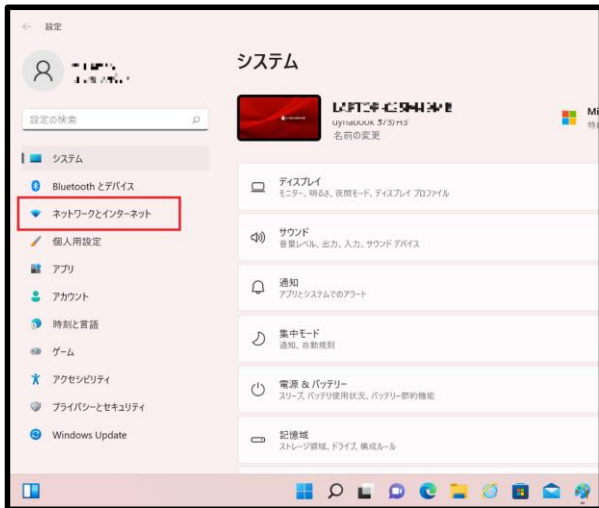 設定
システム
設定の検索
名前の変更
Mi
システム
Bluetooth とデバイス
ネットワークとインターネット
個人用設定
アプリ
アカウント
時刻と言語
ゲーム
アクセシビリティ
プライバシーとセキュリティ
Windows Update
ディスプレイ
モニター、明るさ、夜間モード、ディスプレイ プロファイル
サウンド
音量レベル、出力、入力、サウンド デバイス
通知
アプリとシステムでのアラート
集中モード
通知、自動規則
電源 & バッテリー
スリープ、バッテリ使用状況、バッテリー節約機能
記憶域
ストレージ領域、ドライブ、構成ルール